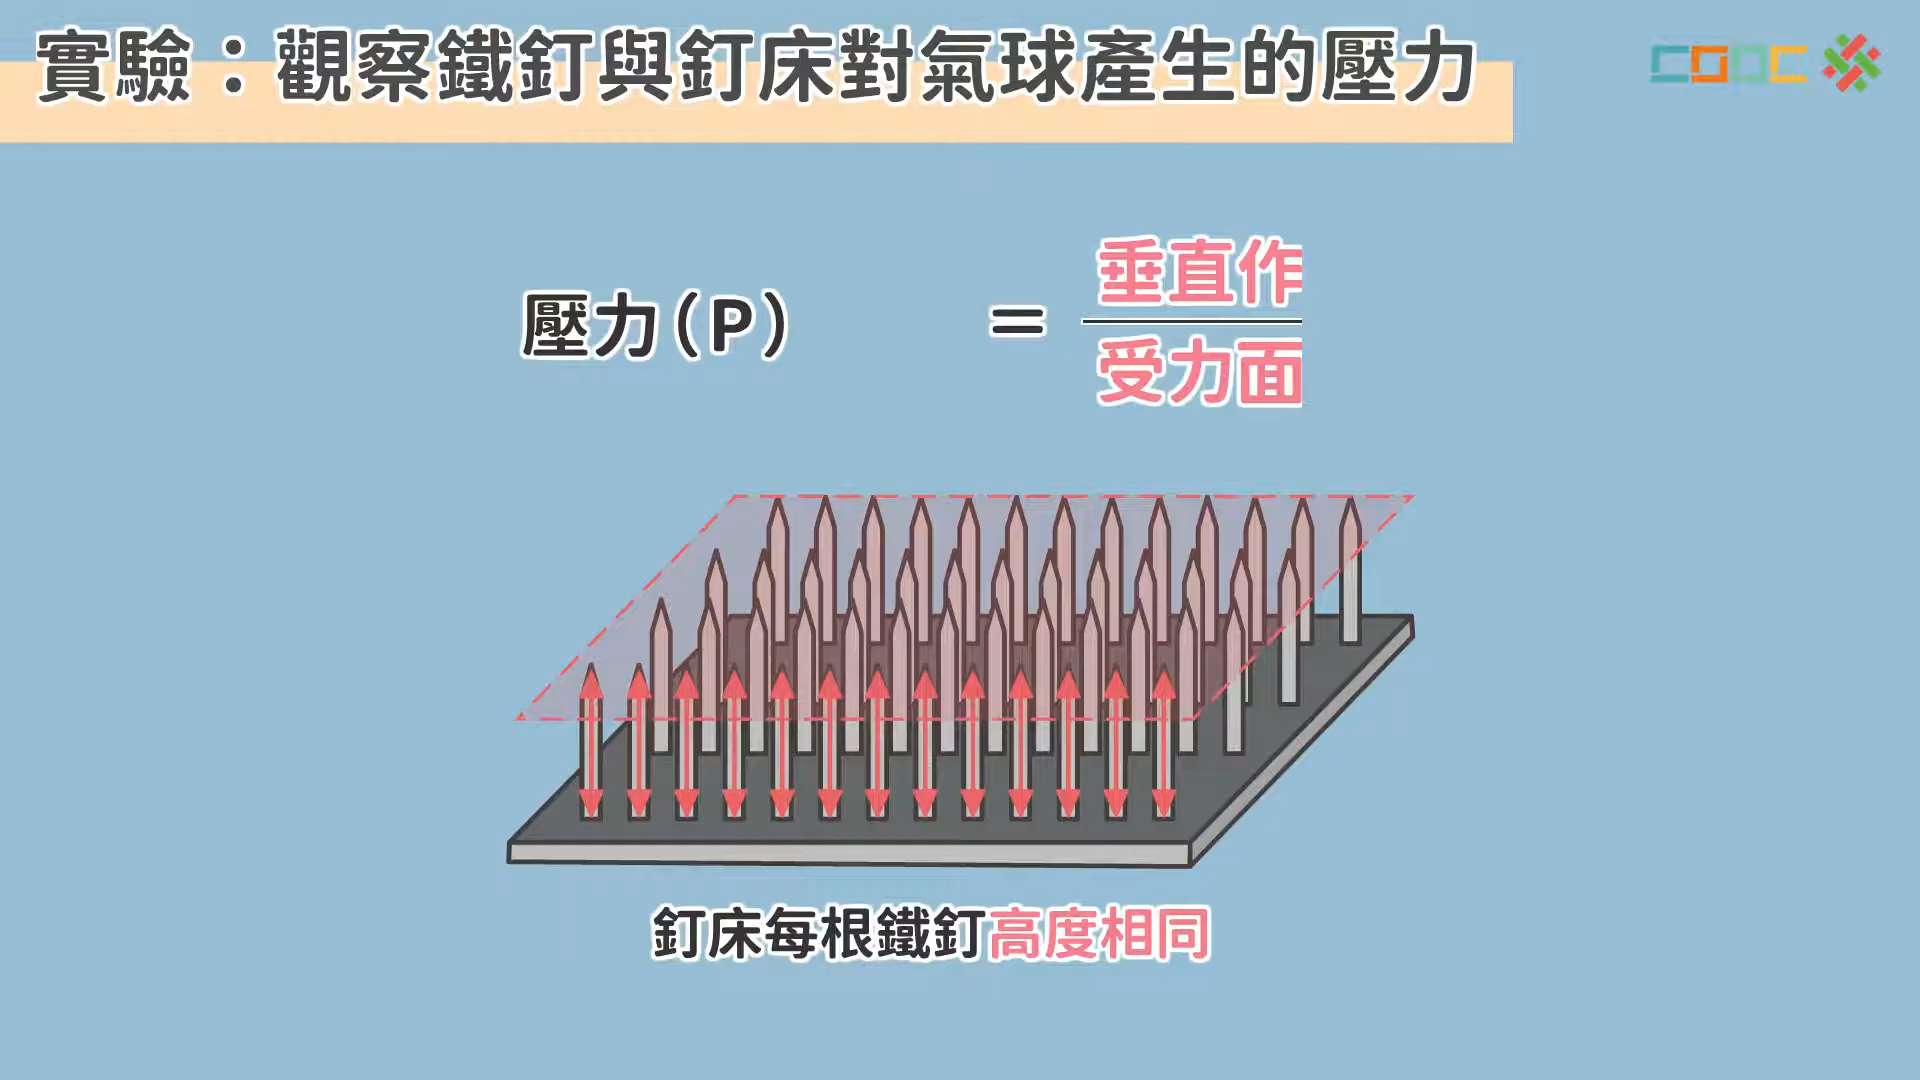 實驗：觀察鐵釘與釘床對氣球產生的壓力
CGOC
壓力(P) =
垂直作
受力面
釘床每根鐵釘高度相同